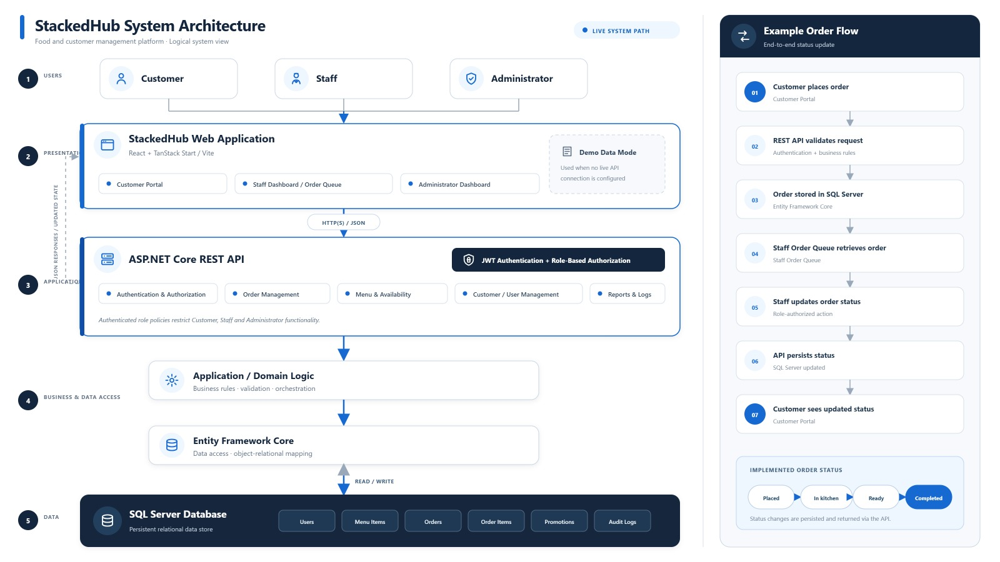 StackedHub System Architecture
Food and customer management platform · Logical system view
LIVE SYSTEM PATH
1
USERS
Customer
Staff
Administrator
2
StackedHub Web Application
React + TanStack Start / Vite
Customer Portal
Staff Dashboard / Order Queue
Administrator Dashboard
Demo Data Mode
Used when no live API
connection is configured
JSON RESPONSES / UPDATED STATE
HTTP(S) / JSON
3
ASP.NET Core REST API
JWT Authentication + Role-Based Authorization
Authentication & Authorization
Order Management
Menu & Availability
Customer / User Management
Reports & Logs
Authenticated role policies restrict Customer, Staff and Administrator functionality.
4
BUSINESS & DATA ACCESS
Application / Domain Logic
Business rules · validation · orchestration
Entity Framework Core
Data access · object-relational mapping
READ / WRITE
5
DATA
SQL Server Database
Persistent relational data store
Users
Menu Items
Orders
Order Items
Promotions
Audit Logs
Example Order Flow
End-to-end status update
01
Customer places order
Customer Portal
02
REST API validates request
Authentication + business rules
03
Order stored in SQL Server
Entity Framework Core
04
Staff Order Queue retrieves order
Staff Order Queue
05
Staff updates order status
Role-authorized action
06
API persists status
SQL Server updated
07
Customer sees updated status
Customer Portal
IMPLEMENTED ORDER STATUS
Placed
In kitchen
Ready
Completed
Status changes are persisted and returned via the API.